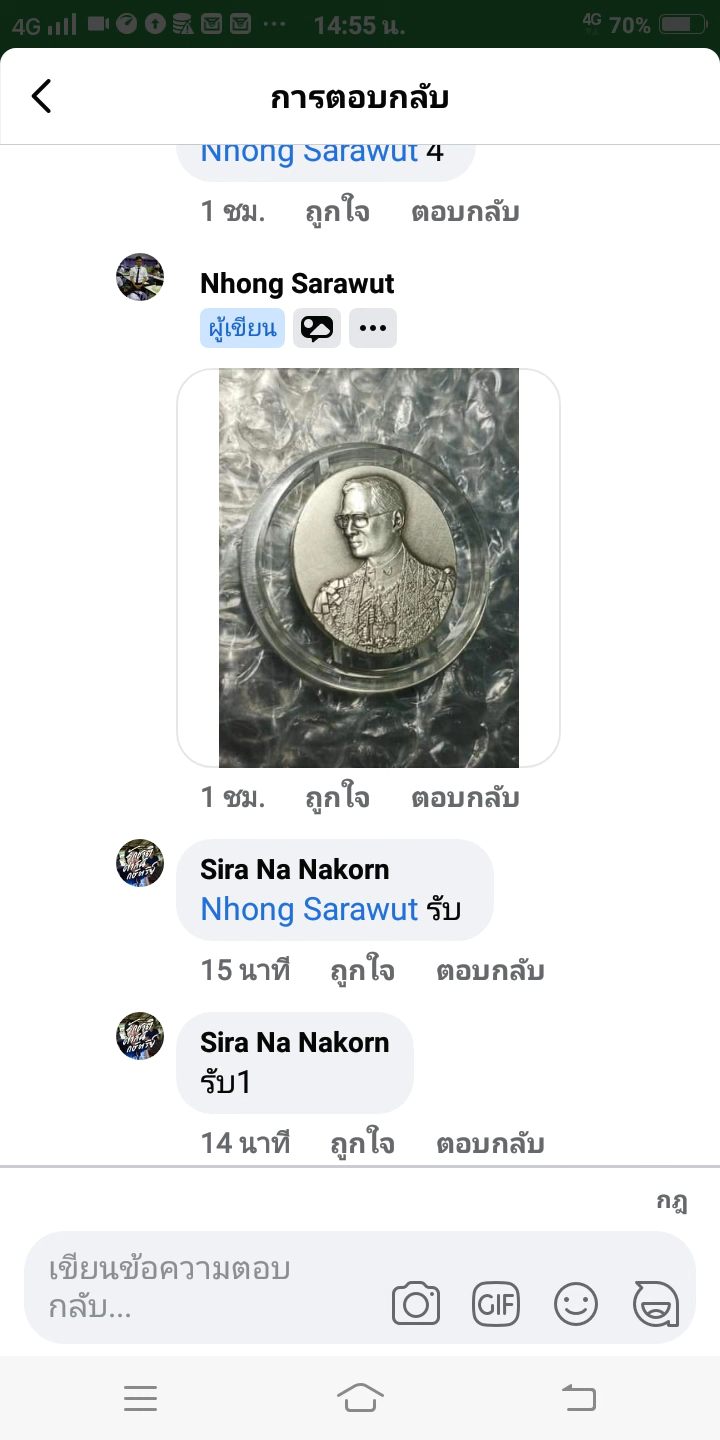 4G 14:55 น. 4G 70%
การตอบกลับ
Nhong Sarawut 4
1 ชม. ถูกใจ ตอบกลับ
Nhong Sarawut
ผู้เขียน
1 ชม. ถูกใจ ตอบกลับ
Sira Na Nakorn
Nhong Sarawut รับ
15 นาที ถูกใจ ตอบกลับ
Sira Na Nakorn
รับ1
14 นาที ถูกใจ ตอบกลับ
กฎ
เขียนข้อความตอบ
กลับ...
GIF